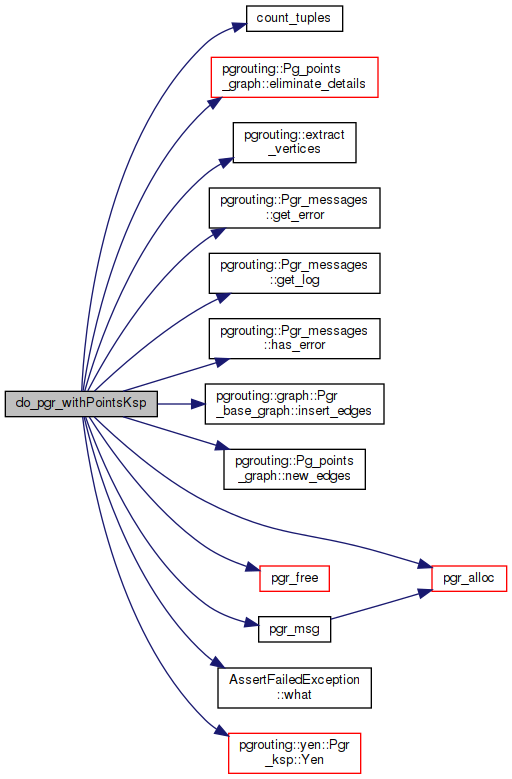 count_tuples
pgrouting::Pg_points
_graph::eliminate_details
pgrouting::extract
_vertices
pgrouting::Pgr_messages
::get_error
pgrouting::Pgr_messages
::get_log
pgrouting::Pgr_messages
::has_error
do_pgr_withPointsKsp
pgrouting::graph::Pgr
_base_graph::insert_edges
pgrouting::Pg_points
_graph::new_edges
pgr_free
pgr_alloc
pgr_msg
AssertFailedException
::what
pgrouting::yen::Pgr
_ksp::Yen